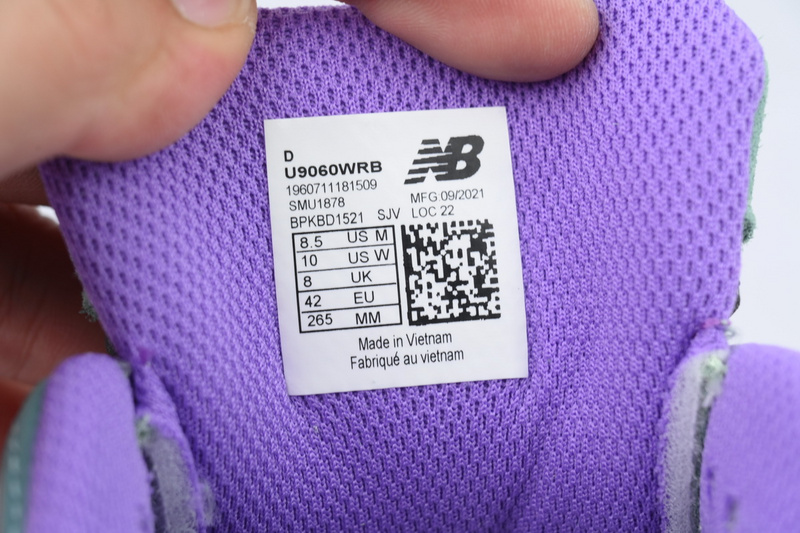 D
U9060WRB
1960711181509
SMU1878
BPKBD1521 SJV
NB
MFG 09/2021
LOC 22
8.5 US M
10 US W
8 UK
42 EU
265 MM
Made in Vietnam
Fabriqué au vietnam